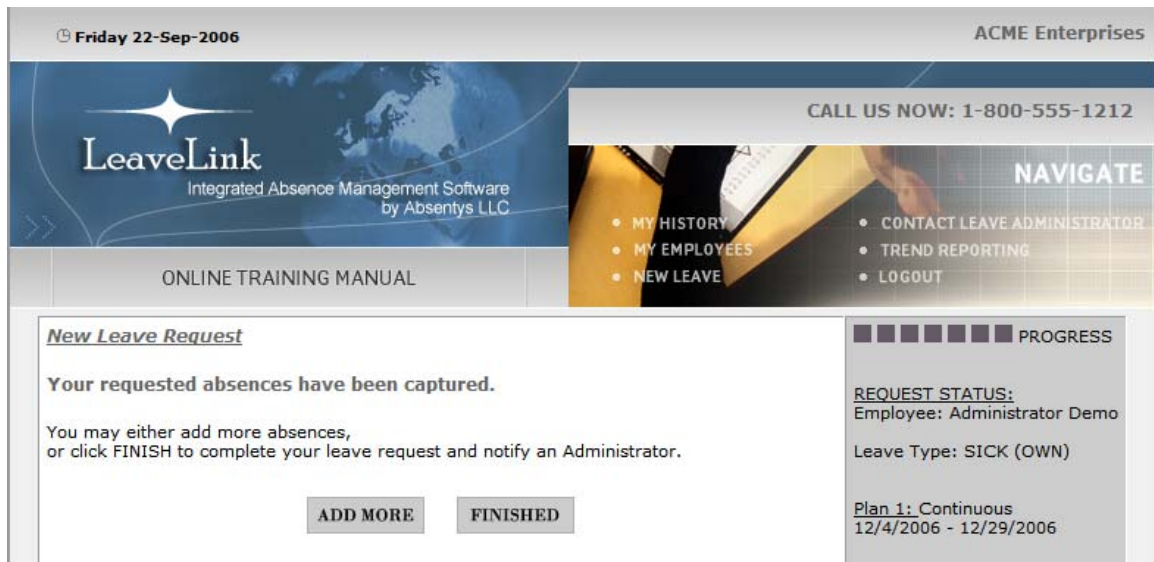 Friday 22-Sep-2006
ACME Enterprises
CALL US NOW: 1-800-555-1212
LeaveLink
Integrated Absence Management Software
by Absentys LLC
NAVIGATE
MY HISTORY
MY EMPLOYEES
NEW LEAVE
CONTACT LEAVE ADMINISTRATOR
TREND REPORTING
LOGOUT
ONLINE TRAINING MANUAL
New Leave Request
Your requested absences have been captured.
You may either add more absences,
or click FINISH to complete your leave request and notify an Administrator.
ADD MORE
FINISHED
PROGRESS
REQUEST STATUS:
Employee: Administrator Demo
Leave Type: SICK (OWN)
Plan 1: Continuous
12/4/2006 - 12/29/2006